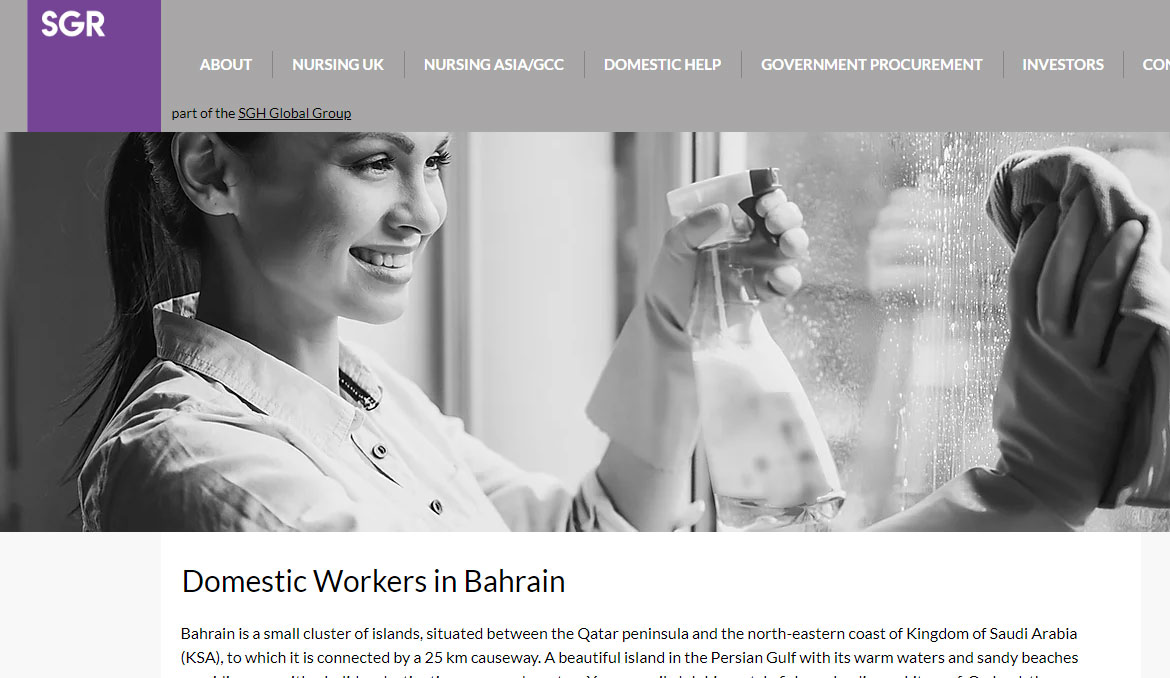 SGR
ABOUT
NURSING UK
NURSING ASIA/GCC
DOMESTIC HELP
GOVERNMENT PROCUREMENT
INVESTORS
part of the SGH Global Group
Domestic Workers in Bahrain
Bahrain is a small cluster of islands, situated between the Qatar peninsula and the north-eastern coast of Kingdom of Saudi Arabia
(KSA), to which it is connected by a 25 km causeway. A beautiful island in the Persian Gulf with its warm waters and sandy beaches